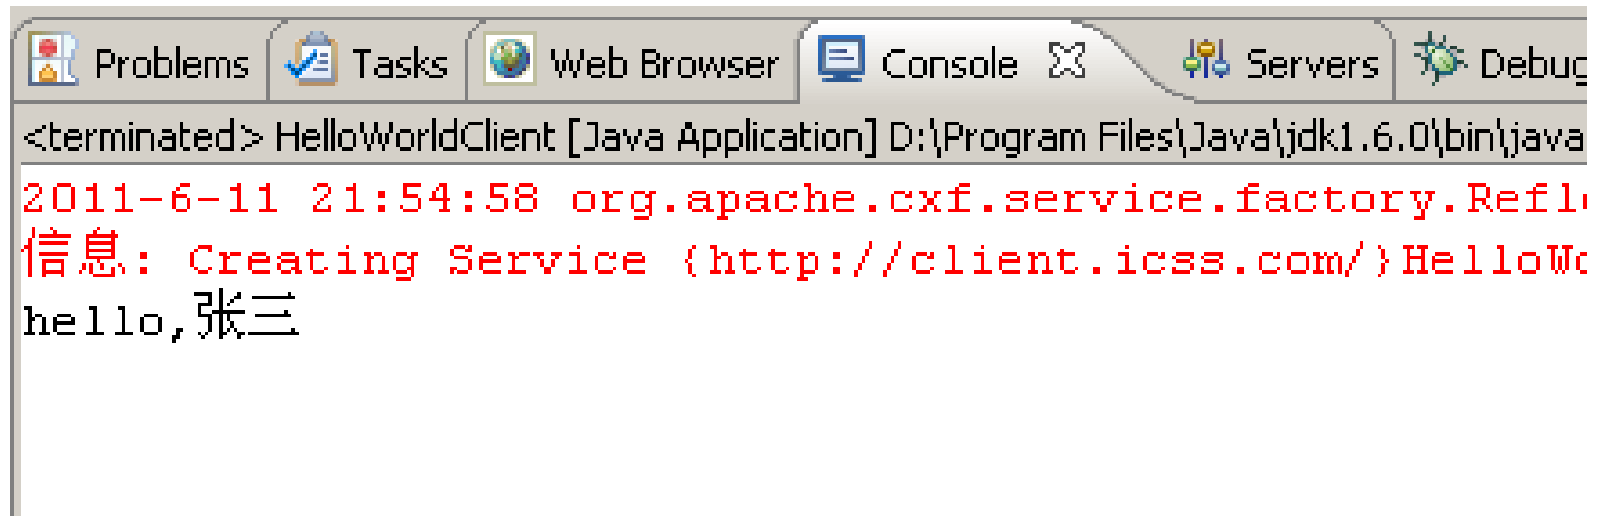 Problems Tasks Web Browser Console Servers Debug
<terminated> HelloWorldClient [Java Application] D:\Program Files\Java\jdk1.6.0\bin\java
2011-6-11 21:54:58 org.apache.cxf.service.factory.Refle
信息: Creating Service {http://client.icss.com/}HelloWo
hello,张三